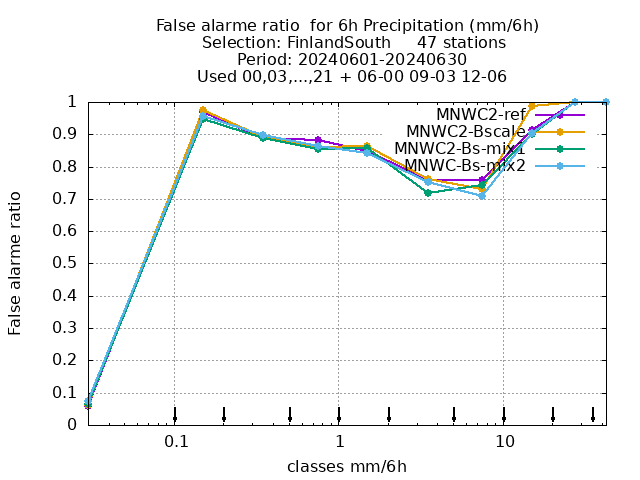 False alarme ratio  for 6h Precipitation (mm/6h)
Selection: FinlandSouth     47 stations
Period: 20240601-20240630
Used 00,03,...,21 + 06-00 09-03 12-06
MNWC2-ref
MNWC2-Bscale
MNWC2-Bs-mix1
MNWC-Bs-mix2
1
0.9
0.8
0.7
0.6
0.5
0.4
0.3
0.2
0.1
0
False alarme ratio
0.1
1
10
classes mm/6h